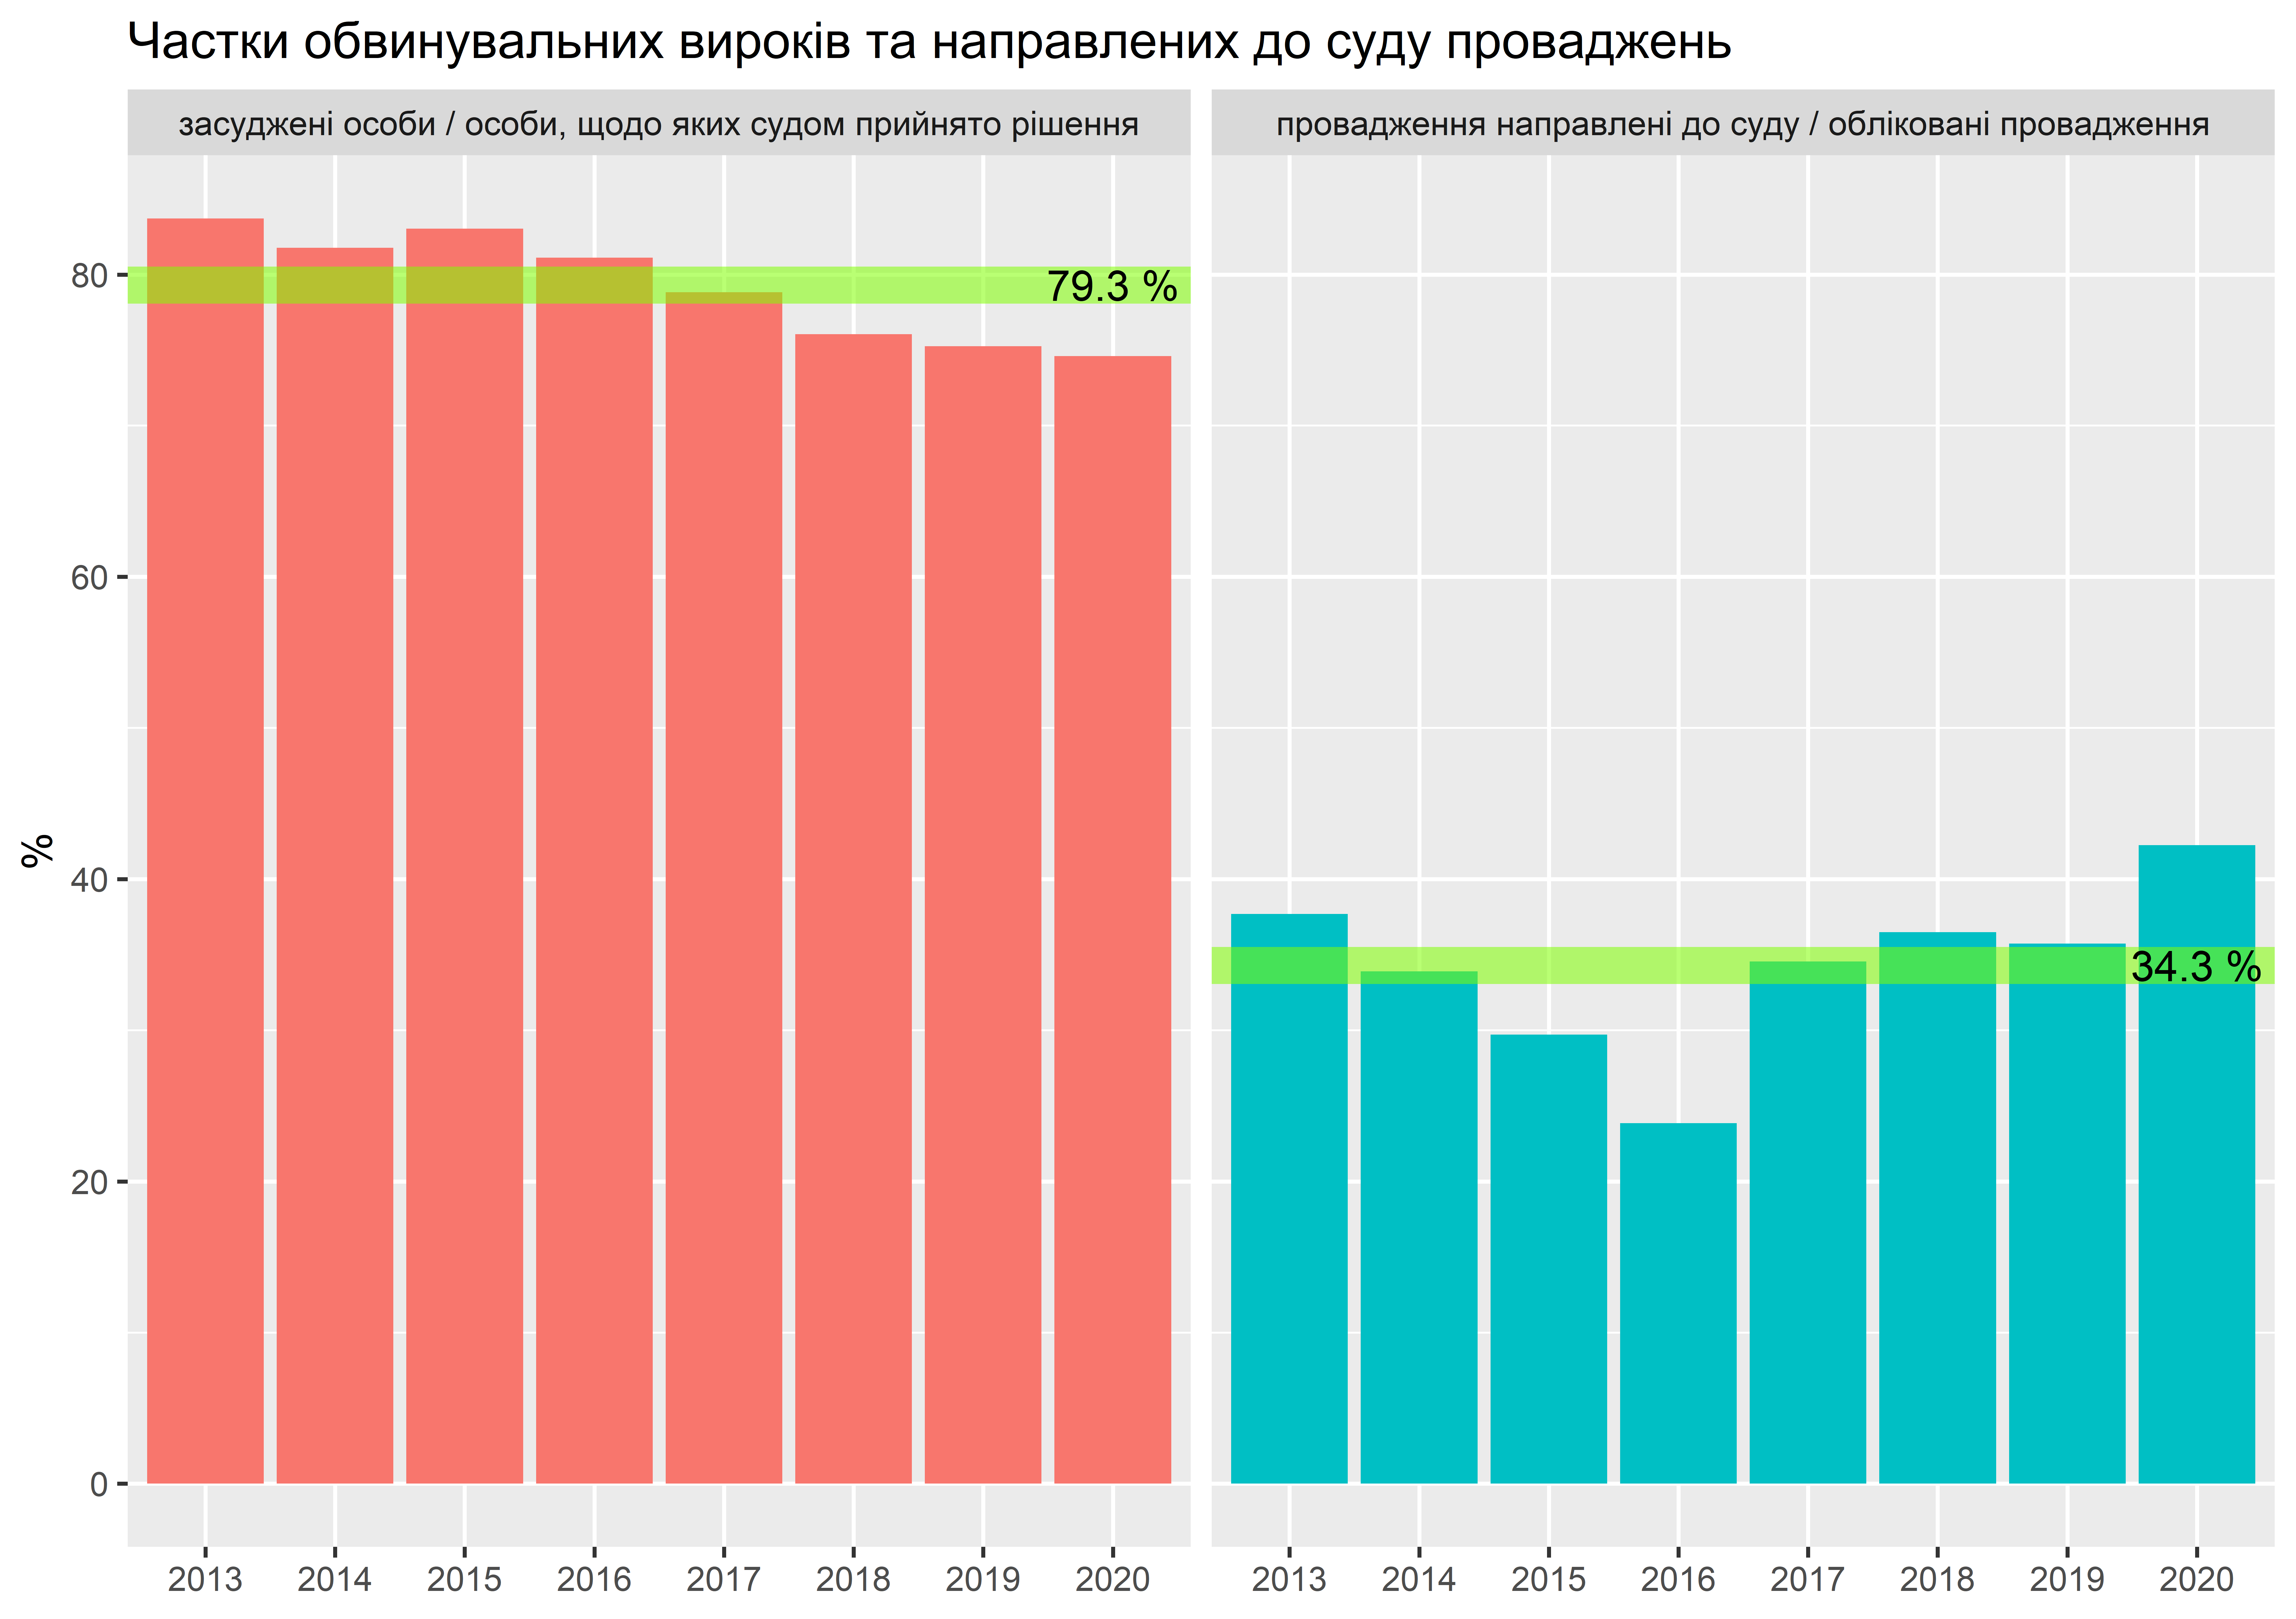 Частки обвинувальних вироків та направлених до суду проваджень
засуджені особи / особи, щодо яких судом прийнято рішення
провадження направлені до суду / обліковані провадження
%
80
60
40
20
0
79.3 %
34.3 %
2013 2014 2015 2016 2017 2018 2019 2020
2013 2014 2015 2016 2017 2018 2019 2020